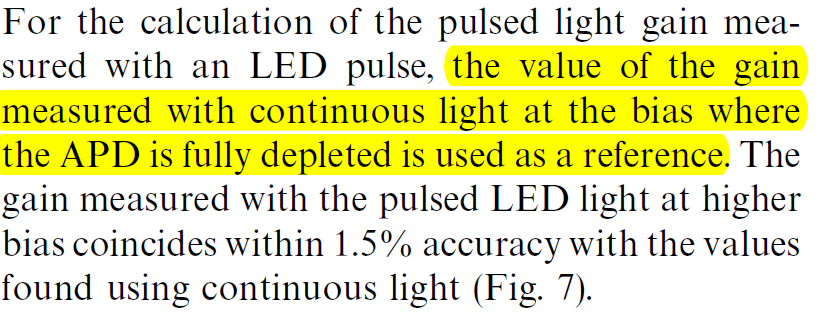 For the calculation of the pulsed light gain mea-
sured with an LED pulse, the value of the gain
measured with continuous light at the bias where
the APD is fully depleted is used as a reference. The
gain measured with the pulsed LED light at higher
bias coincides within 1.5% accuracy with the values
found using continuous light (Fig. 7).